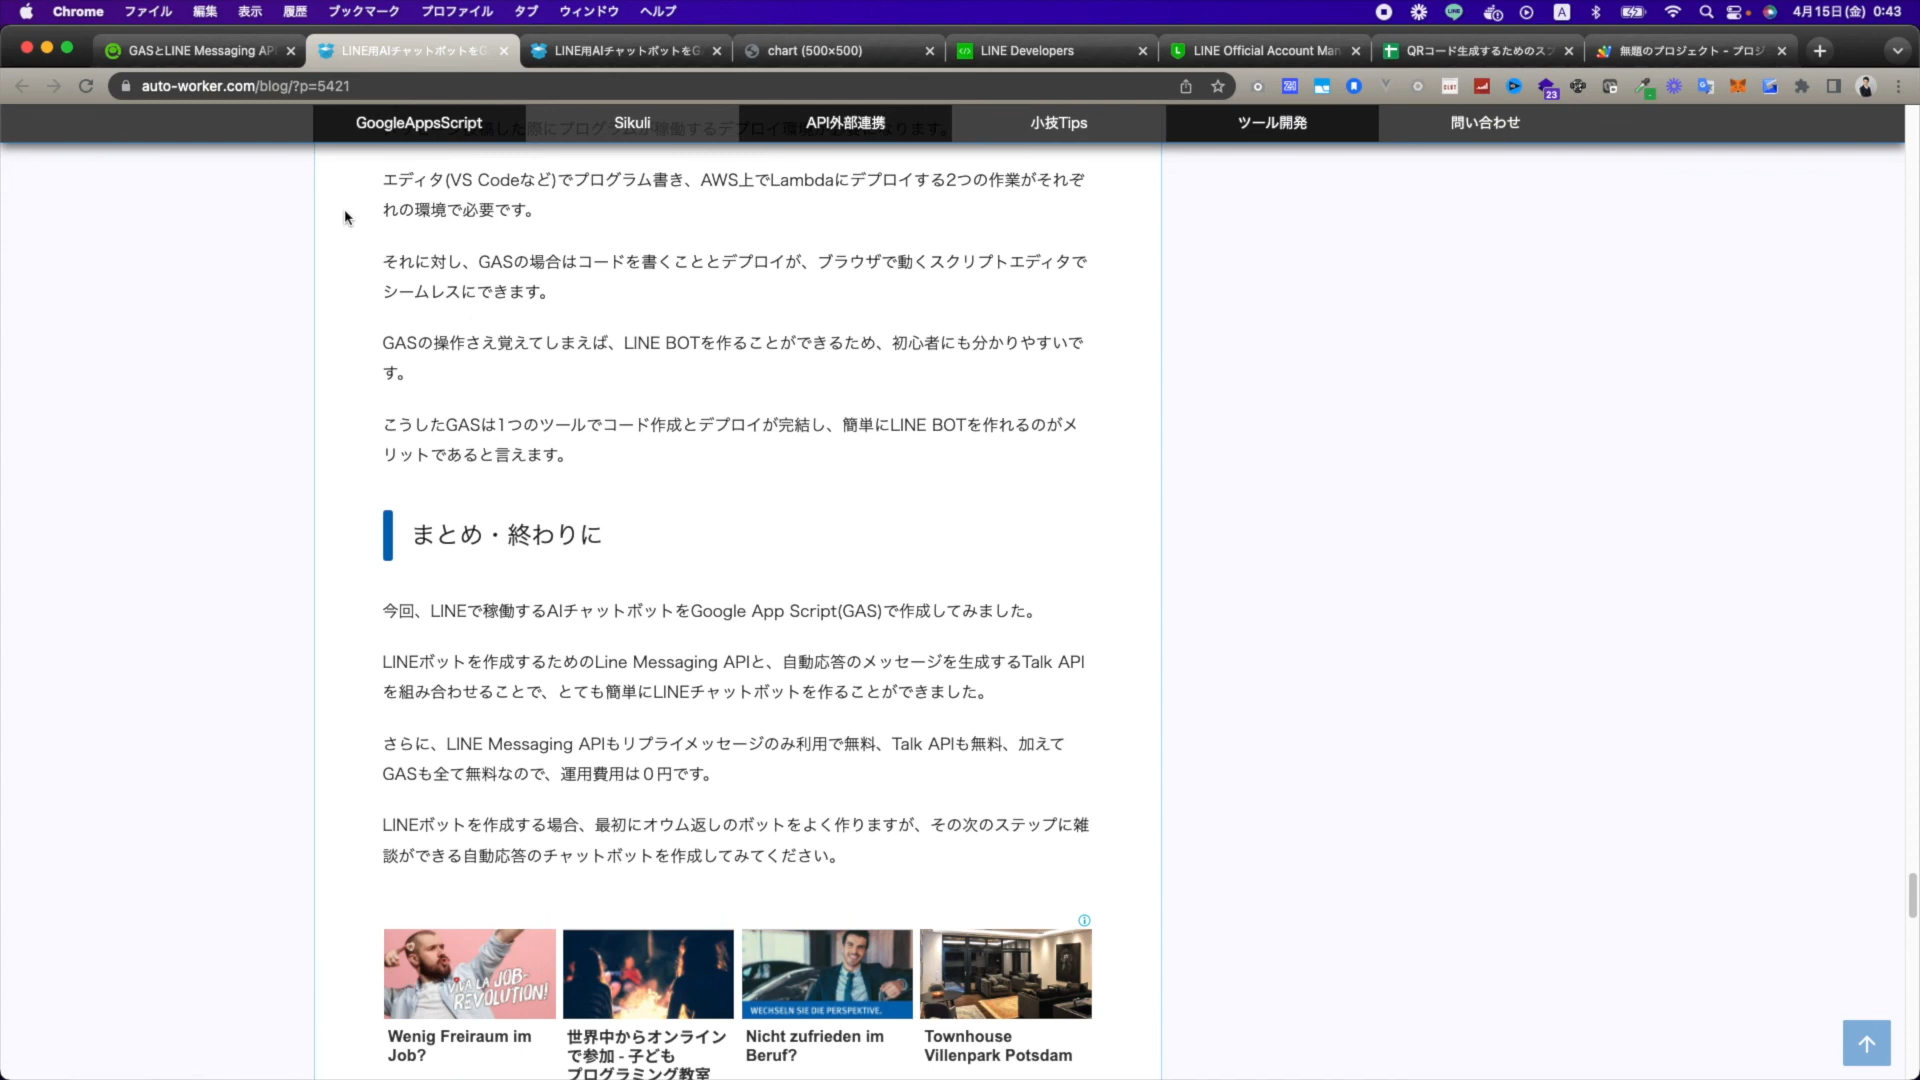 Chrome ファイル 編集 表示 履歴 ブックマーク プロファイル タブ ウィンドウ ヘルプ
4月15日(金) 0:43
GASとLINE Messaging AP
LINE用AIチャットボットをG
LINE用AIチャットボットをG
chart (500×500)
LINE Developers
LINE Official Account Man
QRコード生成するためのス
無題のプロジェクト - プロジ
auto-worker.com/blog/?p=5421
23
GoogleAppsScript
Sikuli
API外部連携
小技Tips
ツール開発
問い合わせ
エディタ(VS Codeなど)でプログラム書き、AWS上でLambdaにデプロイする2つの作業がそれぞ
れの環境で必要です。
それに対し、GASの場合はコードを書くこととデプロイが、ブラウザで動くスクリプトエディタで
シームレスにできます。
GASの操作さえ覚えてしまえば、LINE BOTを作ることができるため、初心者にも分かりやすいで
す。
こうしたGASは1つのツールでコード作成とデプロイが完結し、簡単にLINE BOTを作れるのがメ
リットであると言えます。
まとめ・終わりに
今回、LINEで稼働するAIチャットボットをGoogle App Script(GAS)で作成してみました。
LINEボットを作成するためのLine Messaging APIと、自動応答のメッセージを生成するTalk API
を組み合わせることで、とても簡単にLINEチャットボットを作ることができました。
さらに、LINE Messaging APIもリプライメッセージのみ利用で無料、Talk APIも無料、加えて
GASも全て無料なので、運用費用は０円です。
LINEボットを作成する場合、最初にオウム返しのボットをよく作りますが、その次のステップに雑
談ができる自動応答のチャットボットを作成してみてください。
VIVA LA JOB-
REVOLUTION!
WECHSELN SIE DIE PERSPEKTIVE.
Wenig Freiraum im
Job?
世界中からオンライン
で参加 - 子ども
プログラミング教室
Nicht zufrieden im
Beruf?
Townhouse
Villenpark Potsdam